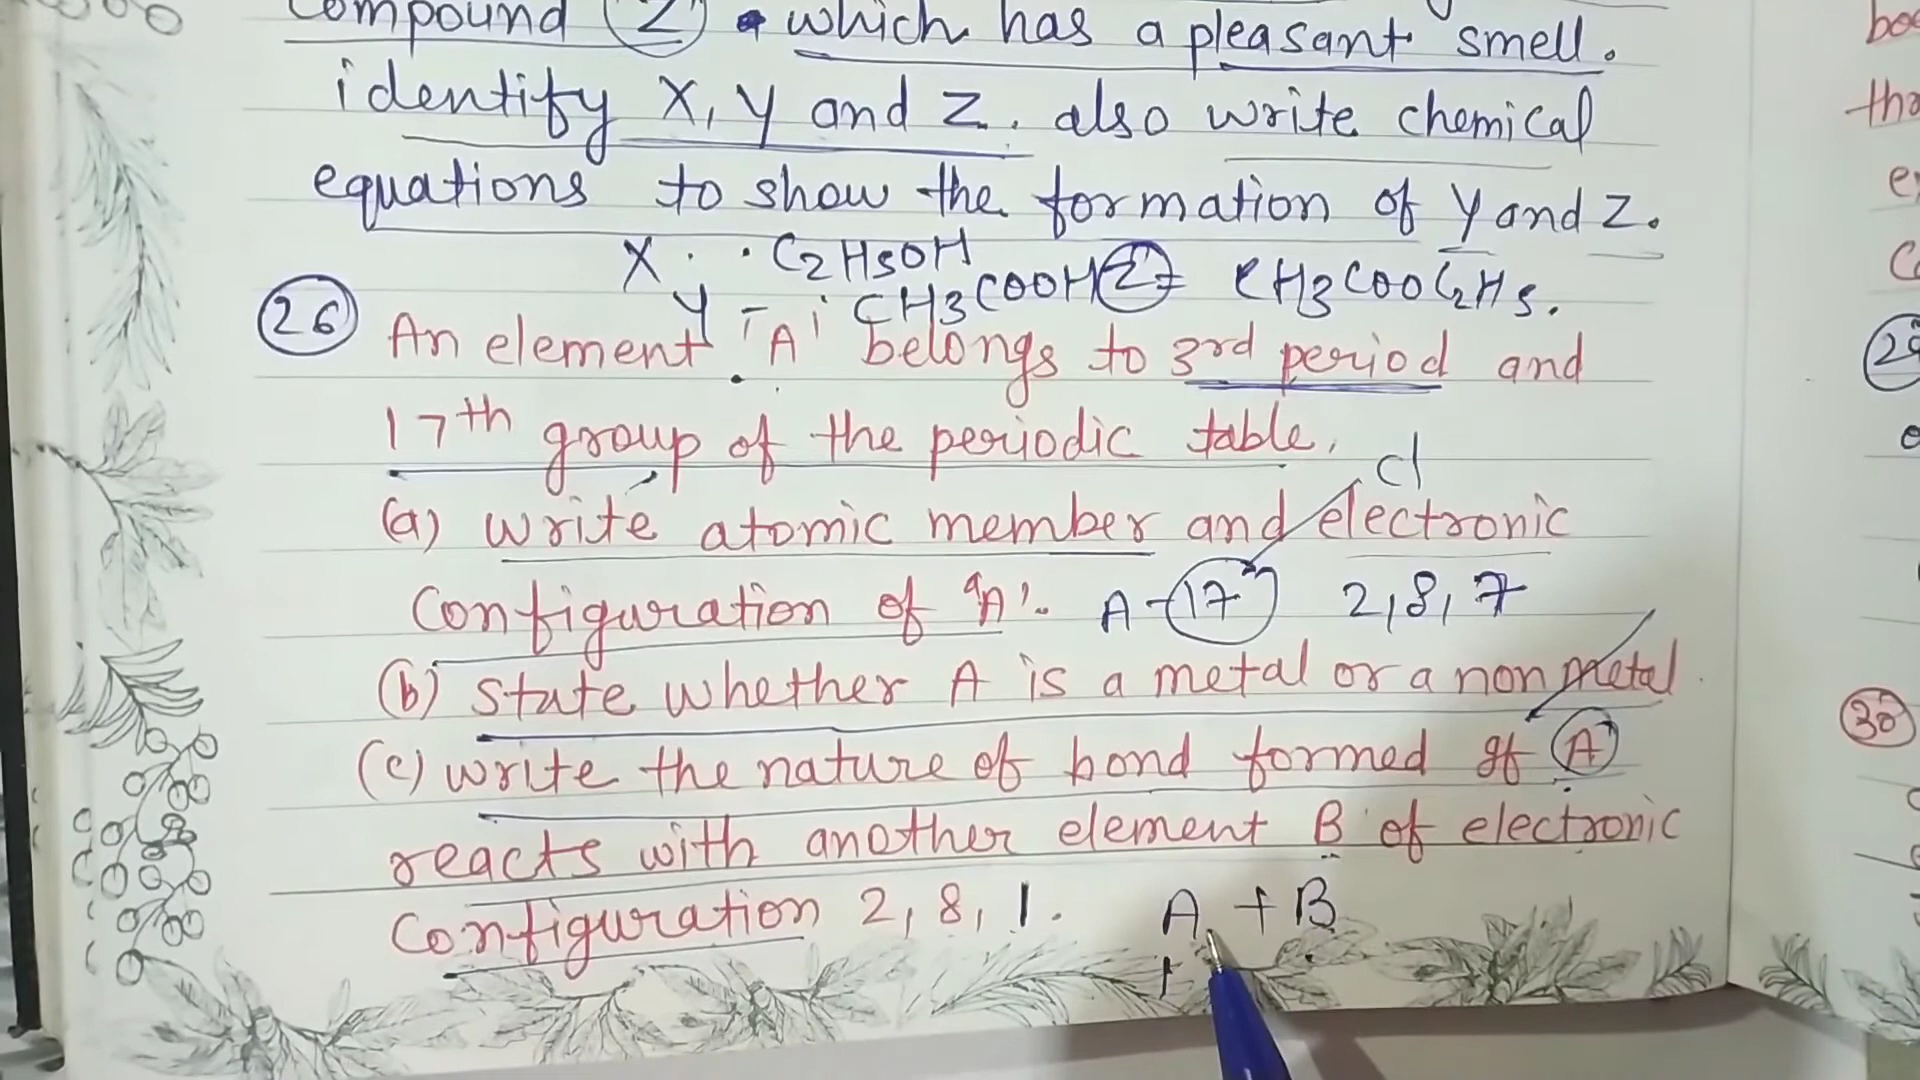 compound (Z) which has a pleasant smell.
identify X, Y and Z. also write chemical
equations to show the formation of Y and Z.
X C2H5OH
Y - CH3COOH (Z) = CH3COOC2H5.
(26) An element 'A' belongs to 3rd period and
17th group of the periodic table.
Cl
(a) write atomic member and electronic
Configuration of "A". A - (17) 2, 8, 7
(b) state whether A is a metal or a non metal
(c) write the nature of bond formed if (A)
reacts with another element B of electronic
Configuration 2, 8, 1. A + B
(30)